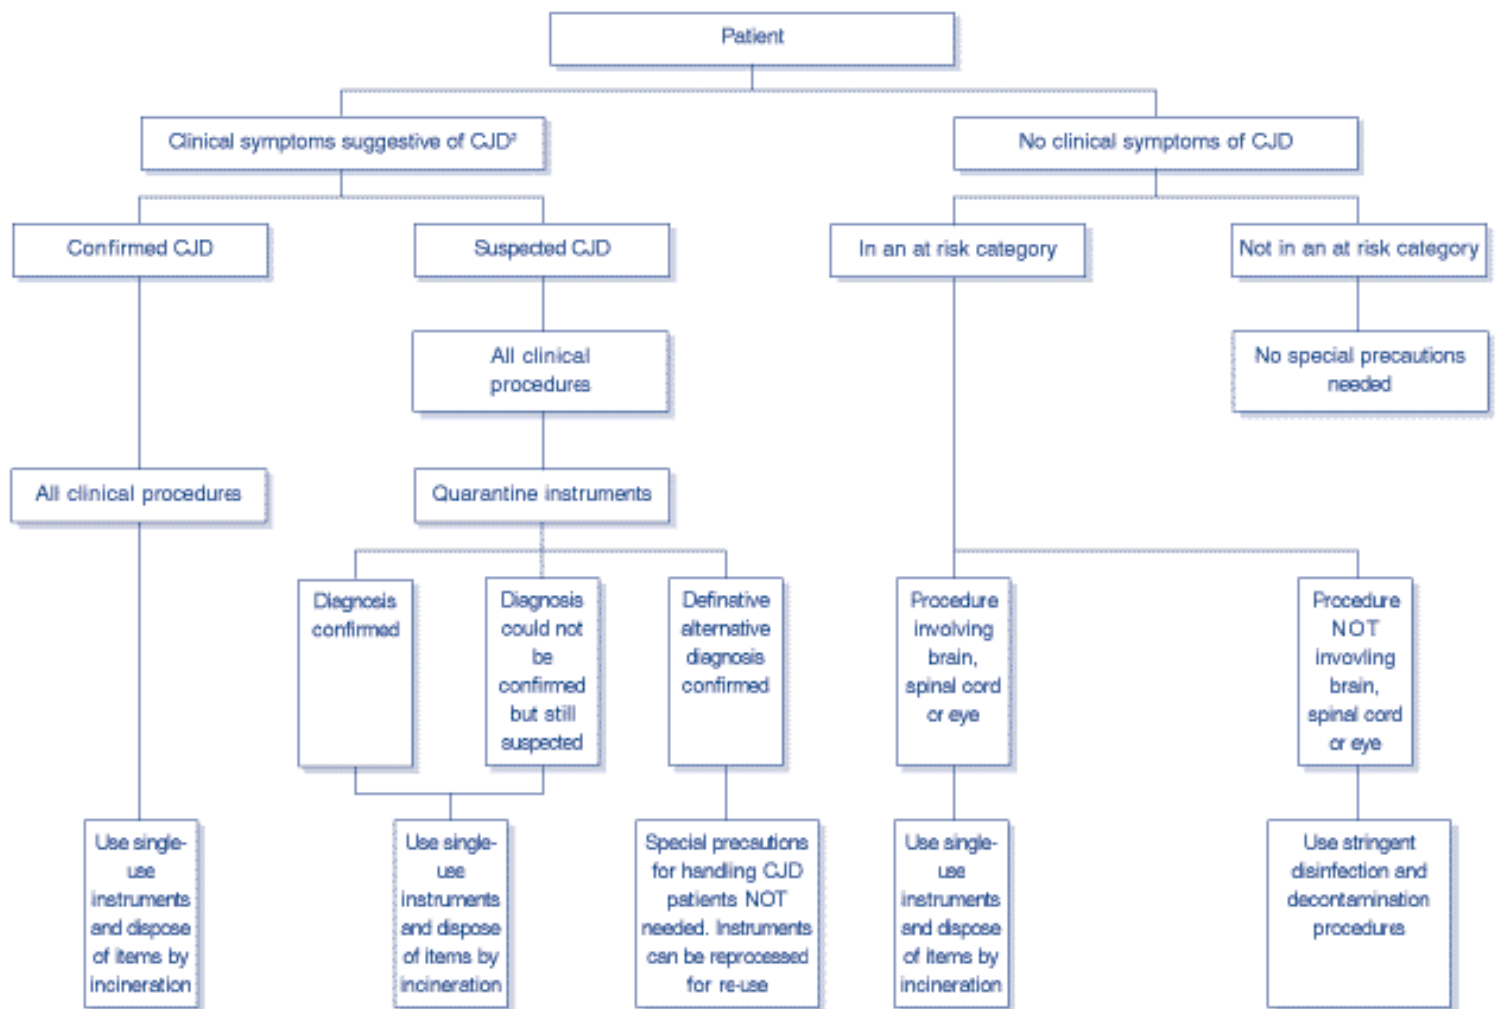 Patient
Clinical symptoms suggestive of CJD²
No clinical symptoms of CJD
Confirmed CJD
Suspected CJD
In an at risk category
Not in an at risk category
All clinical
procedures
No special precautions
needed
All clinical procedures
Quarantine instruments
Diagnosis
confirmed
Diagnosis
could not
be
confirmed
but still
suspected
Definative
alternative
diagnosis
confirmed
Procedure
involving
brain,
spinal cord
or eye
Procedure
NOT
invovling
brain,
spinal cord
or eye
Use single-
use
instruments
and dispose
of items by
incineration
Use single-
use
instruments
and dispose
of items by
incineration
Special precautions
for handling CJD
patients NOT
needed. Instruments
can be reprocessed
for re-use
Use single-
use
instruments
and dispose
of items by
incineration
Use stringent
disinfection and
decontamination
procedures